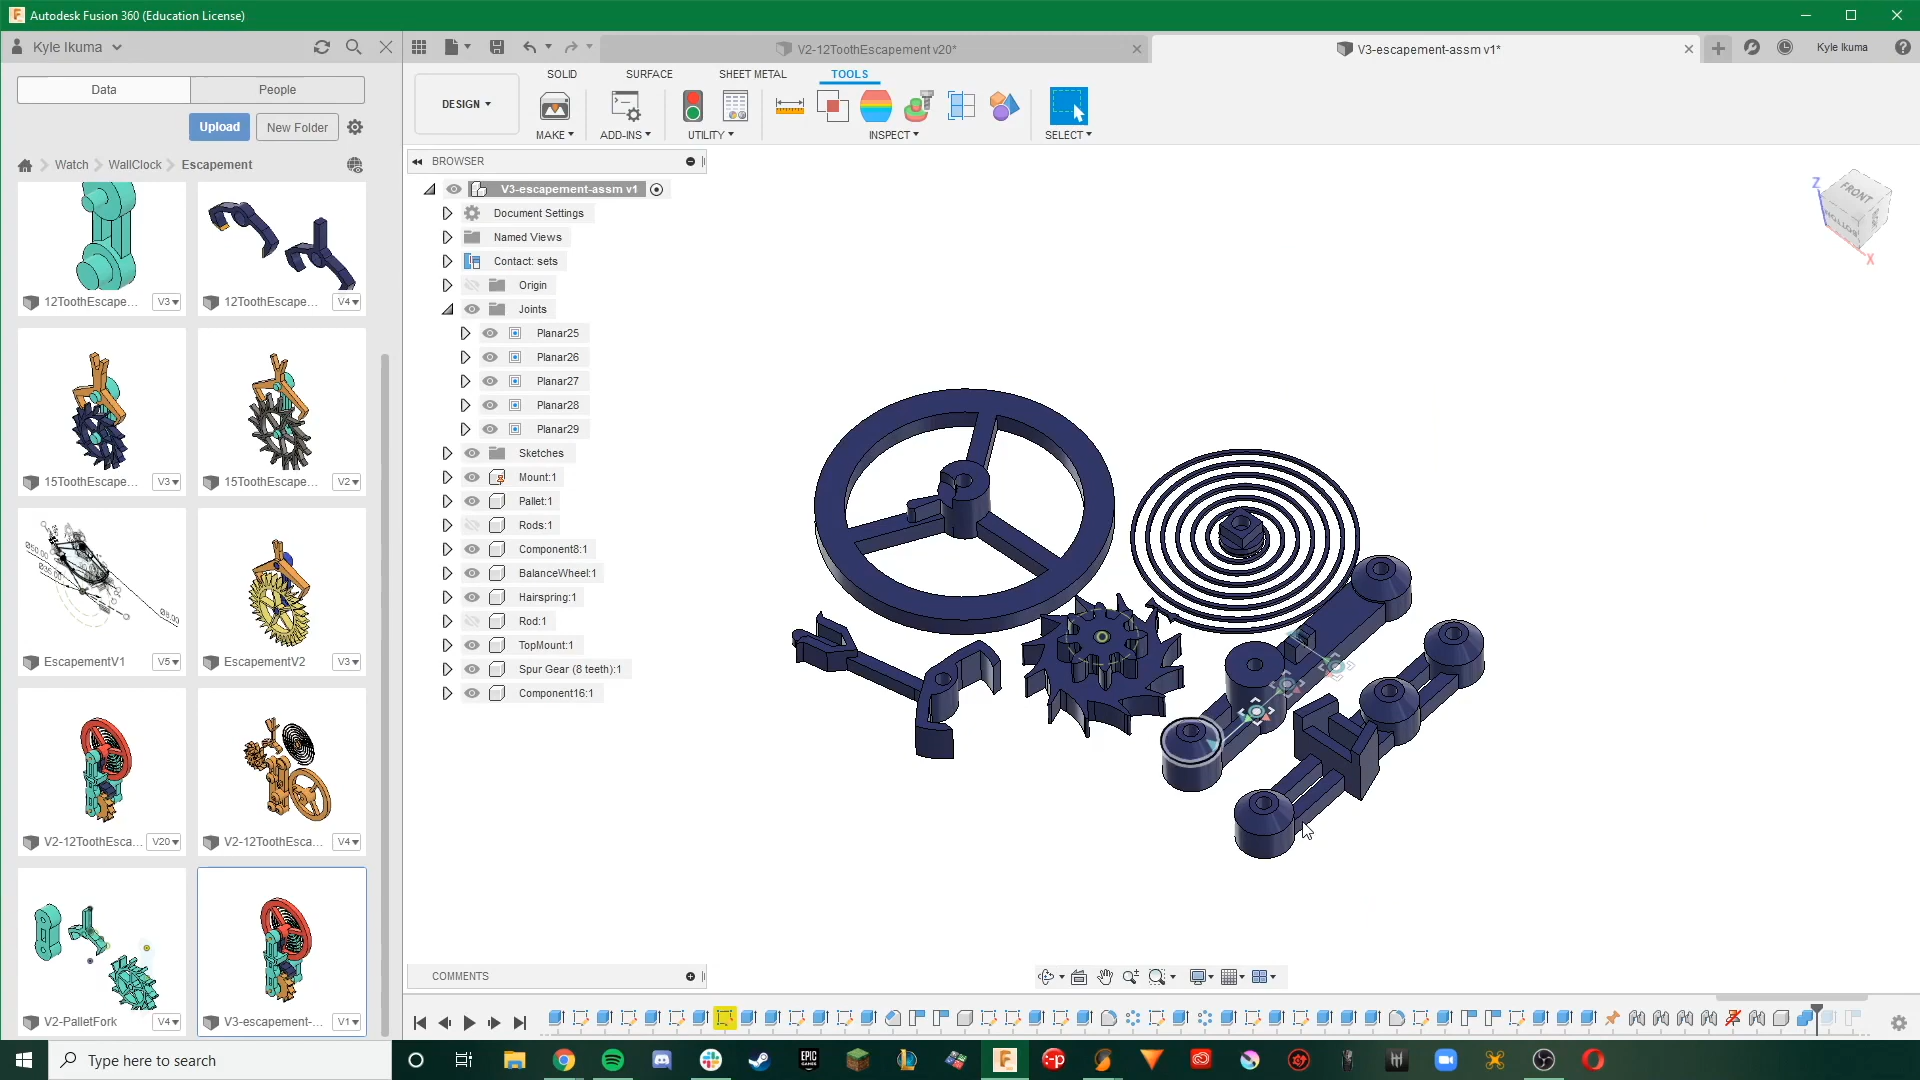 Autodesk Fusion 360 (Education License)
Kyle Ikuma
V2-12ToothEscapement v20*
V3-escapement-assm v1*
Kyle Ikuma
Data
People
Upload
New Folder
Watch
WallClock
Escapement
DESIGN
SOLID
SURFACE
SHEET METAL
TOOLS
MAKE
ADD-INS
UTILITY
INSPECT
SELECT
BROWSER
V3-escapement-assm v1
Document Settings
Named Views
Contact: sets
Origin
Joints
Planar25
Planar26
Planar27
Planar28
Planar29
Sketches
Mount:1
Pallet:1
Rods:1
Component8:1
BalanceWheel:1
Hairspring:1
Rod:1
TopMount:1
Spur Gear (8 teeth):1
Component16:1
12ToothEscape... V3
12ToothEscape... V4
15ToothEscape... V3
15ToothEscape... V2
EscapementV1 V5
EscapementV2 V3
V2-12ToothEsca... V20
V2-12ToothEsca... V4
V2-PalletFork V4
V3-escapement-... V1
Z
FRONT
BOTTOM
X
COMMENTS
Type here to search